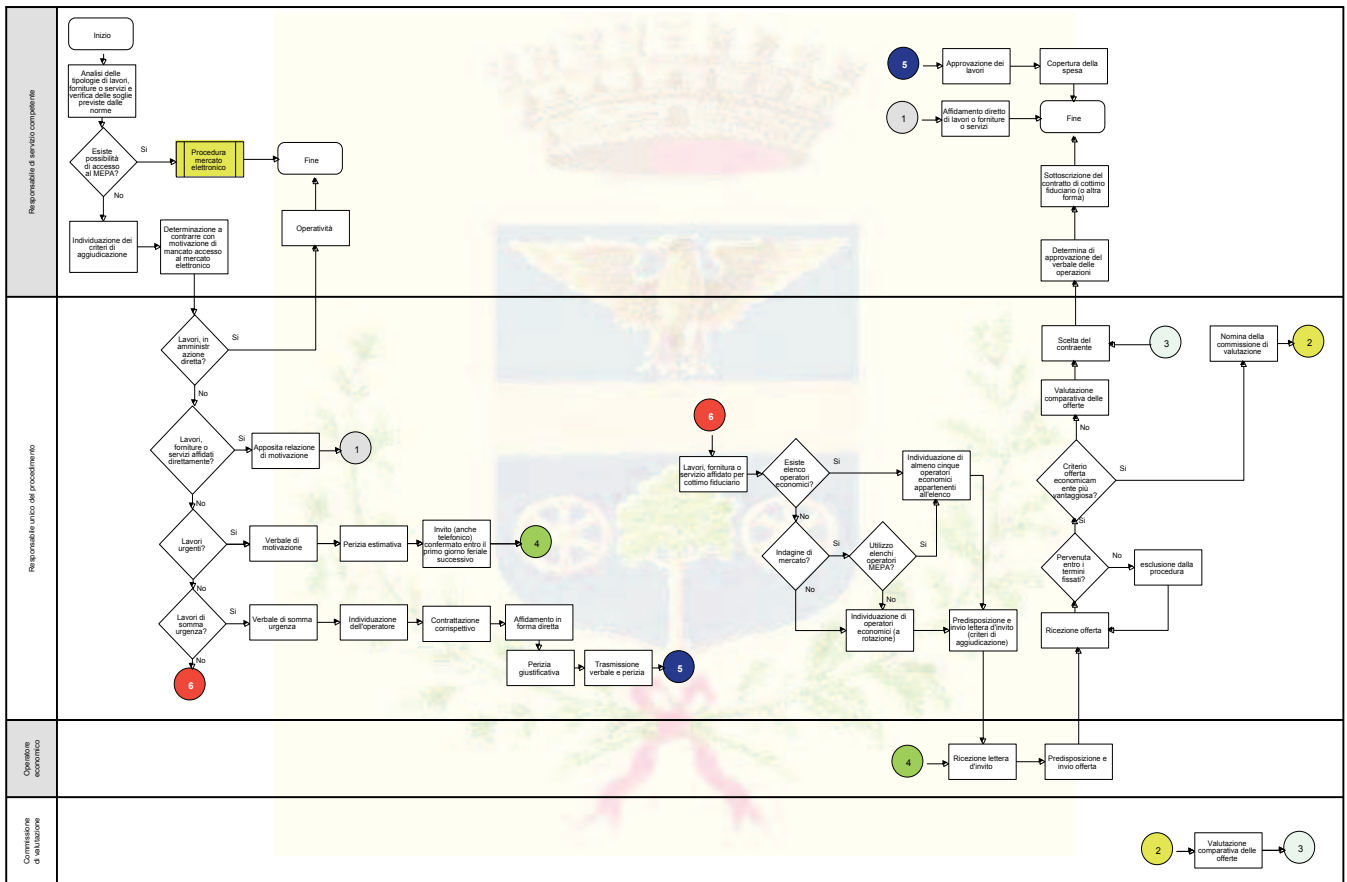 Responsabile di servizio competente
Inizio
Analisi delle
tipologie di lavori,
forniture o servizi e
verifica delle soglie
previste dalle
norme
Esiste
possibilità
di accesso
al MEPA?
Si
No
Procedura
mercato
elettronico
Fine
Operatività
Individuazione dei
criteri di
aggiudicazione
Determinazione a
contrarre con
motivazione di
mancato accesso
al mercato
elettronico
5
Approvazione dei
lavori
Copertura della
spesa
1
Affidamento diretto
di lavori o forniture
o servizi
Fine
Sottoscrizione del
contratto di cottimo
fiduciario (o altra
forma)
Determina di
approvazione del
verbale delle
operazioni
Responsabile unico del procedimento
Lavori, in
amministr
azione
diretta?
Si
No
Lavori,
forniture o
servizi affidati
direttamente?
Si
No
Apposita relazione
di motivazione
1
Lavori
urgenti?
Si
No
Verbale di
motivazione
Perizia estimativa
Invito (anche
telefonico)
confermato entro il
primo giorno feriale
successivo
4
Lavori di
somma
urgenza?
Si
No
Verbale di somma
urgenza
Individuazione
dell'operatore
Contrattazione
corrispettivo
Affidamento in
forma diretta
Perizia
giustificativa
Trasmissione
verbale e perizia
5
6
6
Lavori, fornitura o
servizio affidato per
cottimo fiduciario
Esiste
elenco
operatori
economici?
Si
No
Individuazione di
almeno cinque
operatori
economici
appartenenti
all'elenco
Indagine di
mercato?
Si
No
Utilizzo
elenchi
operatori
MEPA?
Si
No
Individuazione di
operatori
economici (a
rotazione)
Predisposizione e
invio lettera d'invito
(criteri di
aggiudicazione)
Scelta del
contraente
3
Nomina della
commissione di
valutazione
2
Valutazione
comparativa delle
offerte
No
Criterio
offerta
economicam
ente più
vantaggiosa?
Si
Si
Pervenuta
entro i
termini
fissati?
No
esclusione dalla
procedura
Ricezione offerta
Operatore
economico
4
Ricezione lettera
d'invito
Predisposizione e
invio offerta
Commissione
di valutazione
2
Valutazione
comparativa delle
offerte
3